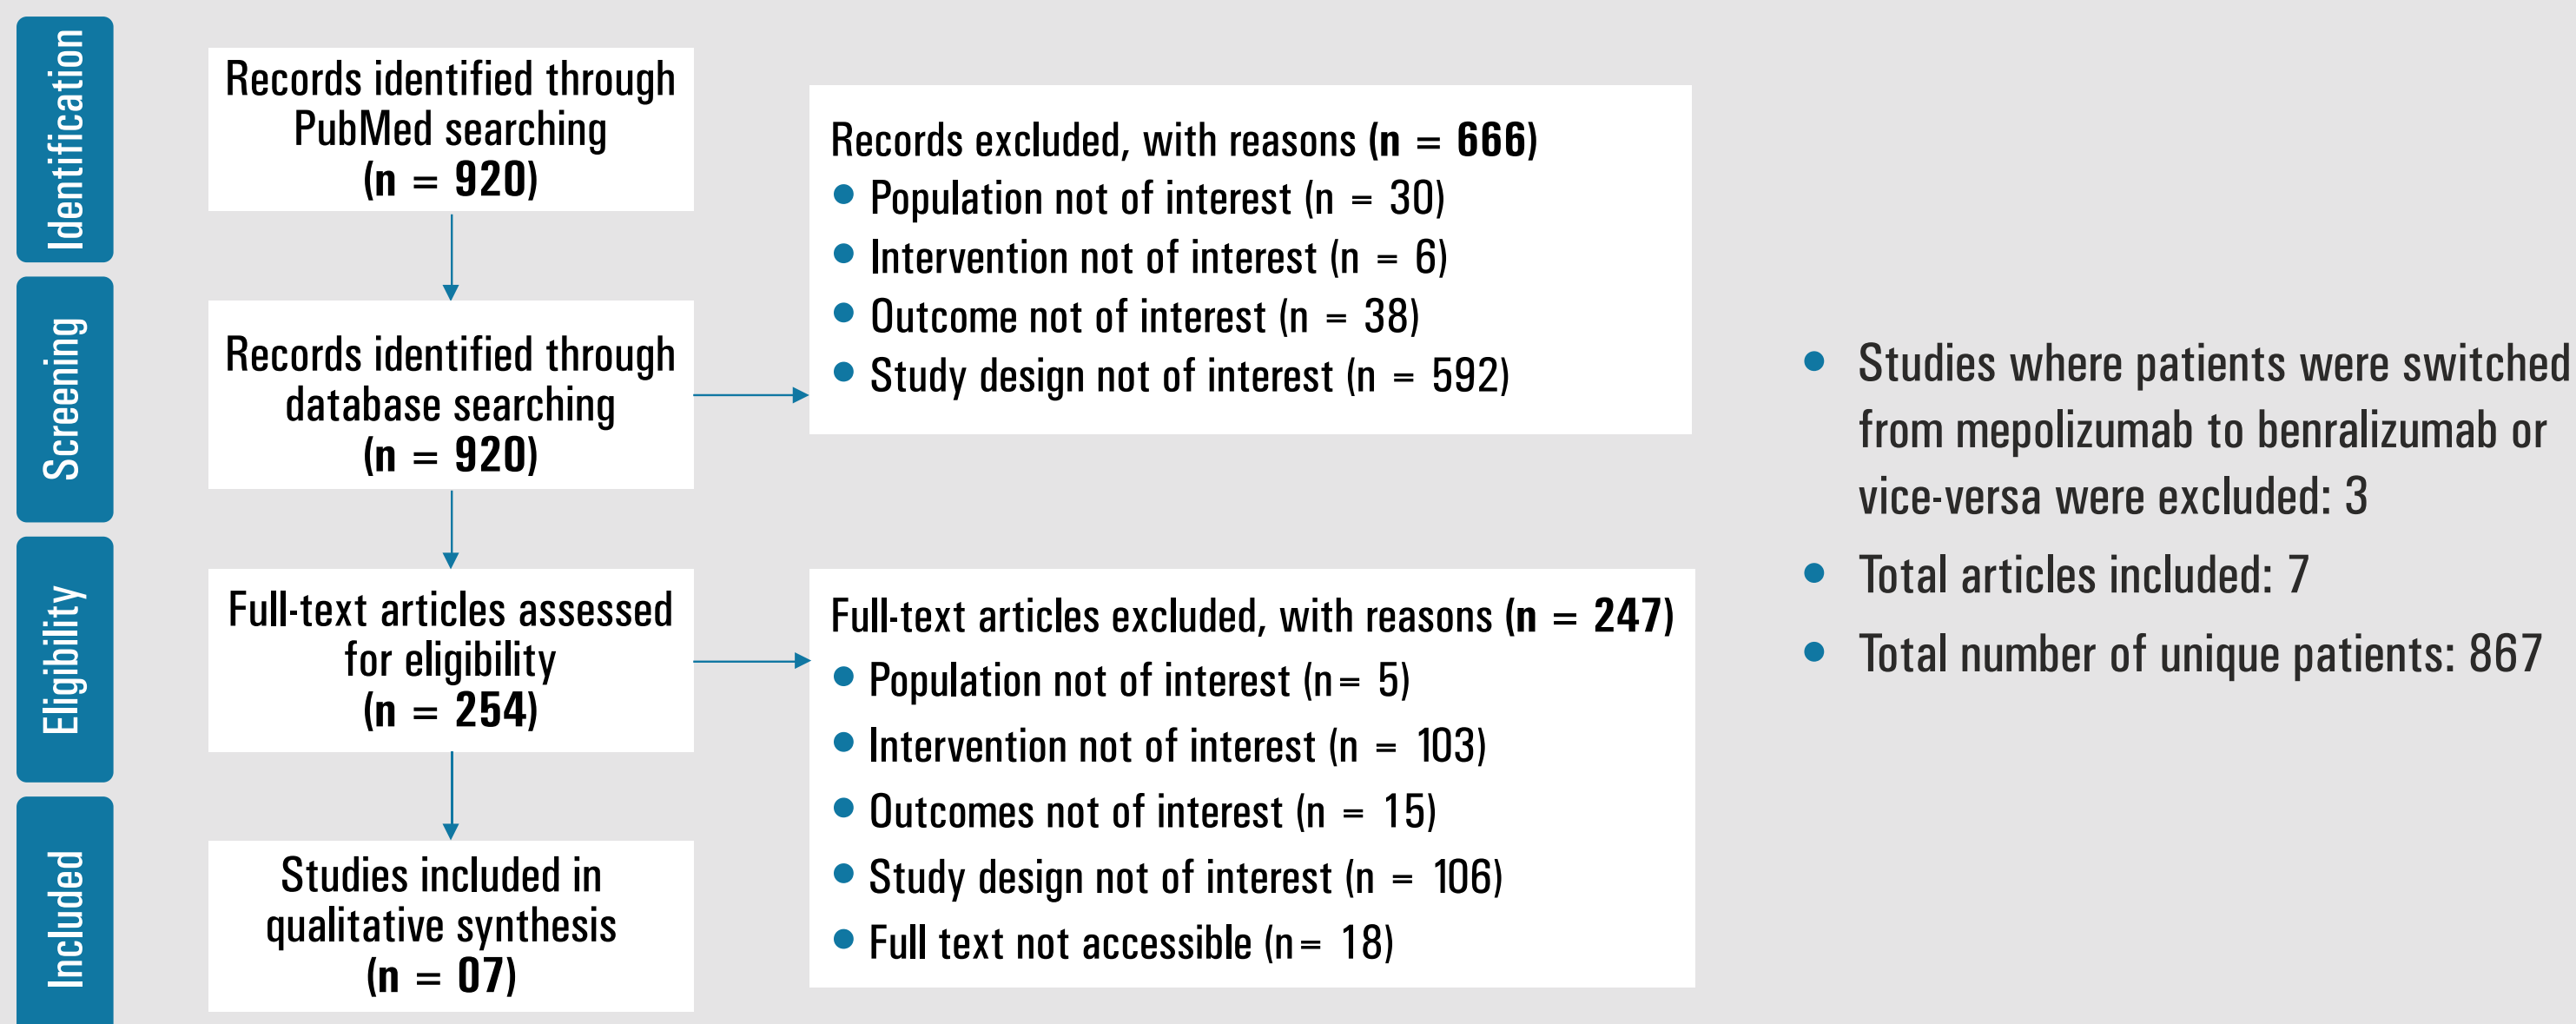 Identification
Records identified through
PubMed searching
(n = 920)
Records excluded, with reasons (n = 666)
• Population not of interest (n = 30)
• Intervention not of interest (n = 6)
• Outcome not of interest (n = 38)
• Study design not of interest (n = 592)
Screening
Records identified through
database searching
(n = 920)
Eligibility
Full-text articles assessed
for eligibility
(n = 254)
Full-text articles excluded, with reasons (n = 247)
• Population not of interest (n= 5)
• Intervention not of interest (n = 103)
• Outcomes not of interest (n = 15)
• Study design not of interest (n = 106)
• Full text not accessible (n= 18)
Included
Studies included in
qualitative synthesis
(n = 07)
• Studies where patients were switched
from mepolizumab to benralizumab or
vice-versa were excluded: 3
• Total articles included: 7
• Total number of unique patients: 867